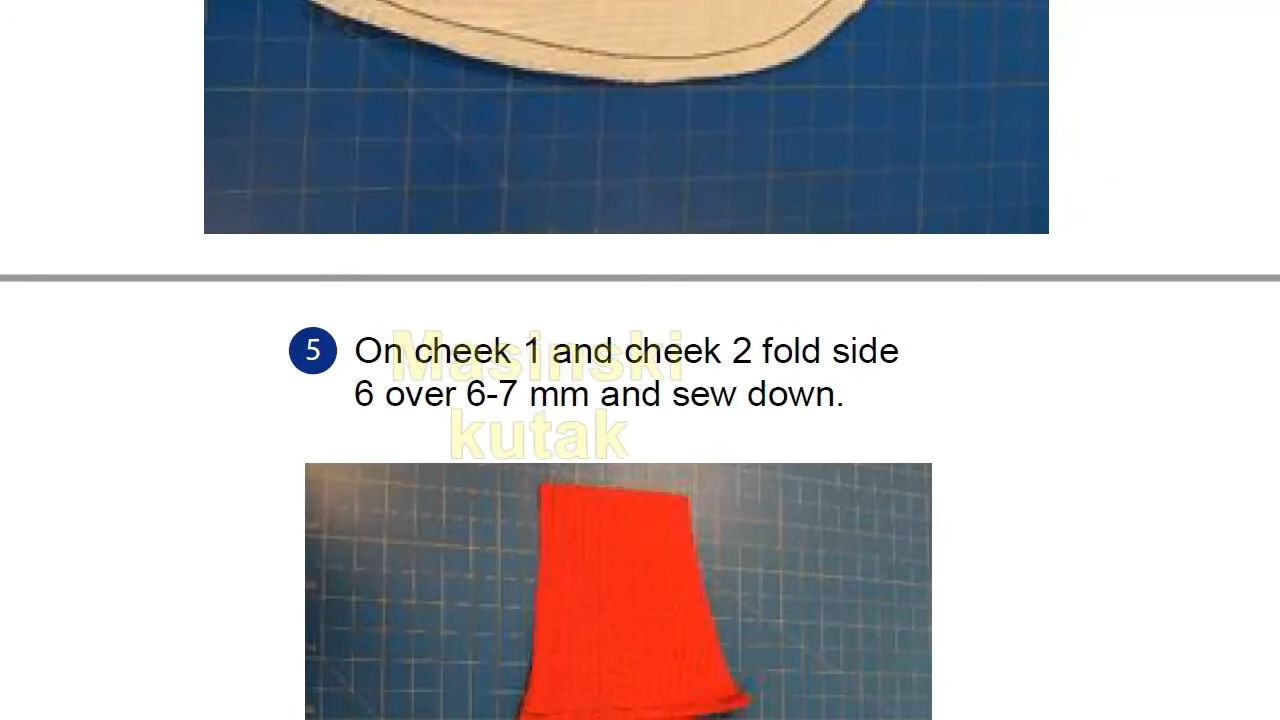 5 On cheek 1 and cheek 2 fold side
6 over 6-7 mm and sew down.
Masinski
kutak